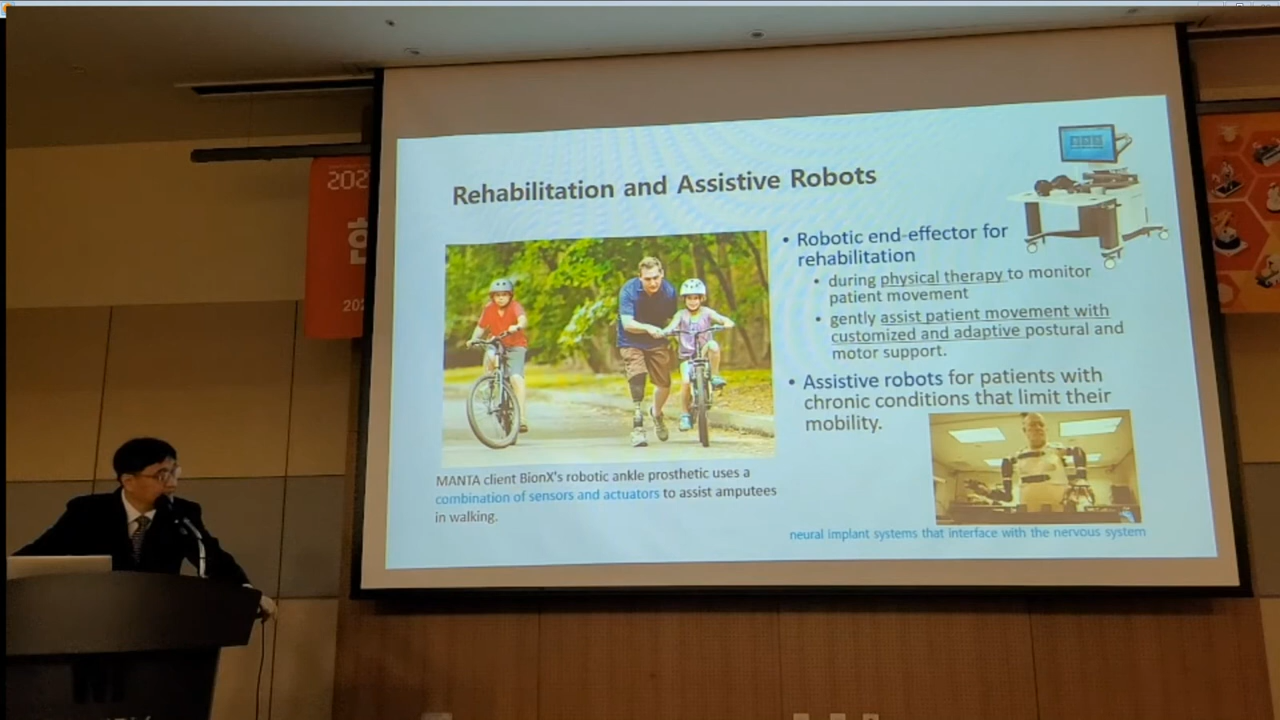 Rehabilitation and Assistive Robots
• Robotic end-effector for
rehabilitation
• during physical therapy to monitor
patient movement
• gently assist patient movement with
customized and adaptive postural and
motor support.
• Assistive robots for patients with
chronic conditions that limit their
mobility.
MANTA client BionX's robotic ankle prosthetic uses a
combination of sensors and actuators to assist amputees
in walking.
neural implant systems that interface with the nervous system
202
한
202